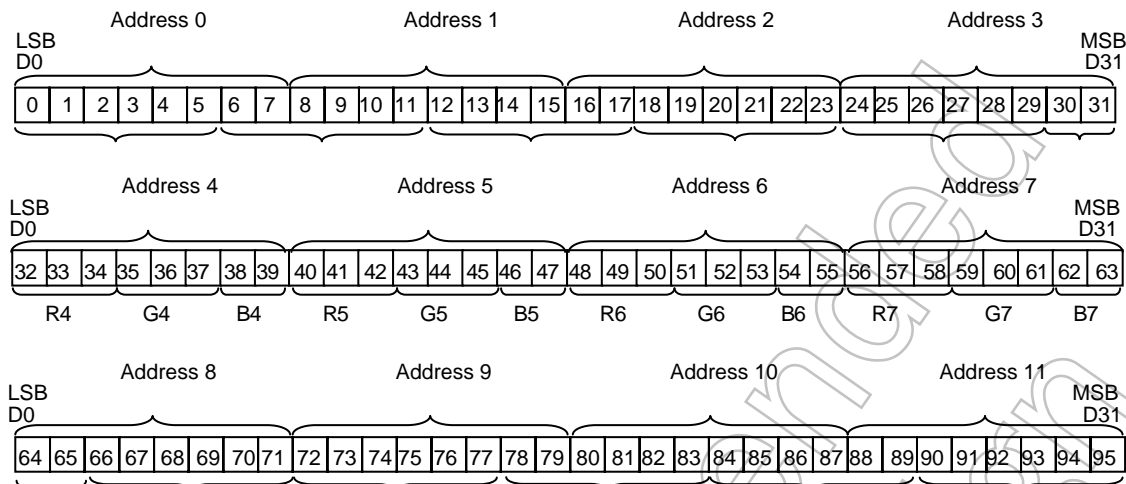 Address 0 Address 1 Address 2 Address 3
LSB MSB
D0 D31
0 1 2 3 4 5 6 7 8 9 10 11 12 13 14 15 16 17 18 19 20 21 22 23 24 25 26 27 28 29 30 31
Address 4 Address 5 Address 6 Address 7
LSB MSB
D0 D31
32 33 34 35 36 37 38 39 40 41 42 43 44 45 46 47 48 49 50 51 52 53 54 55 56 57 58 59 60 61 62 63
R4 G4 B4 R5 G5 B5 R6 G6 B6 R7 G7 B7
Address 8 Address 9 Address 10 Address 11
LSB MSB
D0 D31
64 65 66 67 68 69 70 71 72 73 74 75 76 77 78 79 80 81 82 83 84 85 86 87 88 89 90 91 92 93 94 95